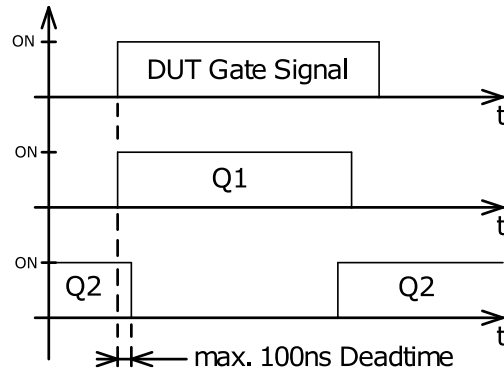 ON
DUT Gate Signal
t
ON
Q1
t
ON
Q2
Q2
t
max. 100ns Deadtime